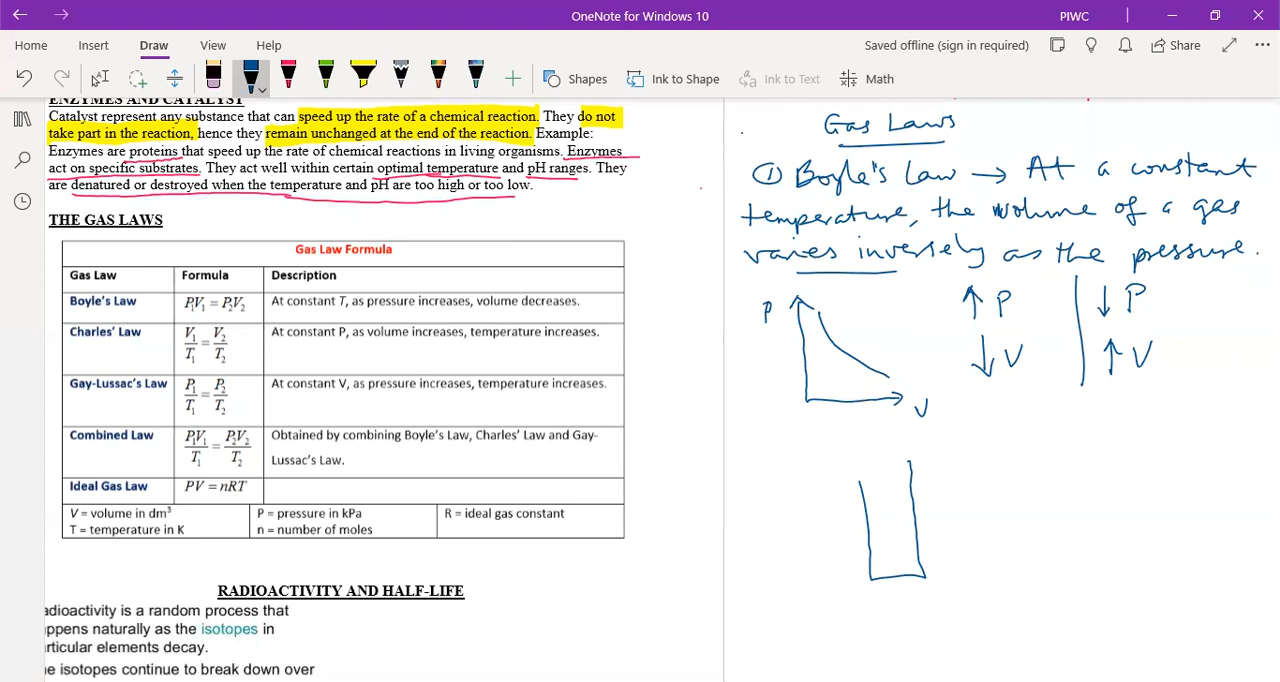 OneNote for Windows 10
PIWC
Home Insert Draw View Help
Saved offline (sign in required)
Share
Shapes
Ink to Shape
Ink to Text
Math
ENZYMES AND CATALYST
Catalyst represent any substance that can speed up the rate of a chemical reaction. They do not
take part in the reaction, hence they remain unchanged at the end of the reaction. Example:
Enzymes are proteins that speed up the rate of chemical reactions in living organisms. Enzymes
act on specific substrates. They act well within certain optimal temperature and pH ranges. They
are denatured or destroyed when the temperature and pH are too high or too low.
THE GAS LAWS
Gas Law Formula
Gas Law Formula Description
Boyle's Law P₁V₁ = P₂V₂ At constant T, as pressure increases, volume decreases.
Charles' Law V₁/T₁ = V₂/T₂ At constant P, as volume increases, temperature increases.
Gay-Lussac's Law P₁/T₁ = P₂/T₂ At constant V, as pressure increases, temperature increases.
Combined Law P₁V₁/T₁ = P₂V₂/T₂ Obtained by combining Boyle's Law, Charles' Law and Gay-
Lussac's Law.
Ideal Gas Law PV = nRT
V = volume in dm³ P = pressure in kPa R = ideal gas constant
T = temperature in K n = number of moles
RADIOACTIVITY AND HALF-LIFE
adioactivity is a random process that
appens naturally as the isotopes in
articular elements decay.
e isotopes continue to break down over
Gas Laws
① Boyle's Law → At a constant
temperature, the volume of a gas
varies inversely as the pressure.
P ↑ P ↓ P
↓ V ↑ V
V